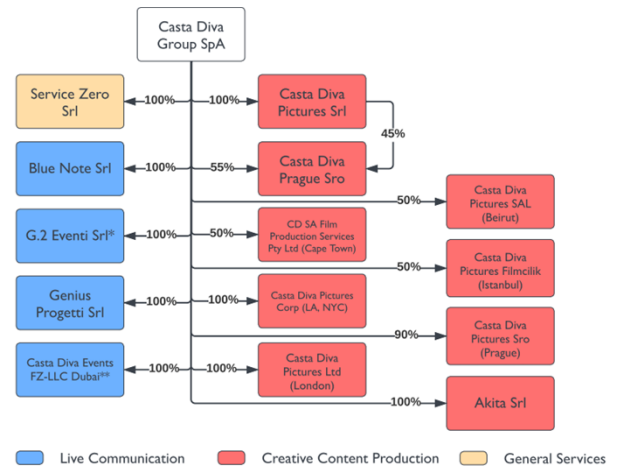 Casta Diva
Group SpA
Service Zero
Srl
100%
100%
Casta Diva
Pictures Srl
45%
Blue Note Srl
100%
55%
Casta Diva
Prague Sro
50%
Casta Diva
Pictures SAL
(Beirut)
G.2 Eventi Srl*
100%
50%
CD SA Film
Production Services
Pty Ltd (Cape Town)
50%
Casta Diva
Pictures Filmcilik
(Istanbul)
Genius
Progetti Srl
100%
100%
Casta Diva Pictures
Corp (LA, NYC)
90%
Casta Diva
Pictures Sro
(Prague)
Casta Diva Events
FZ-LLC Dubai**
100%
100%
Casta Diva
Pictures Ltd
(London)
100%
Akita Srl
Live Communication
Creative Content Production
General Services